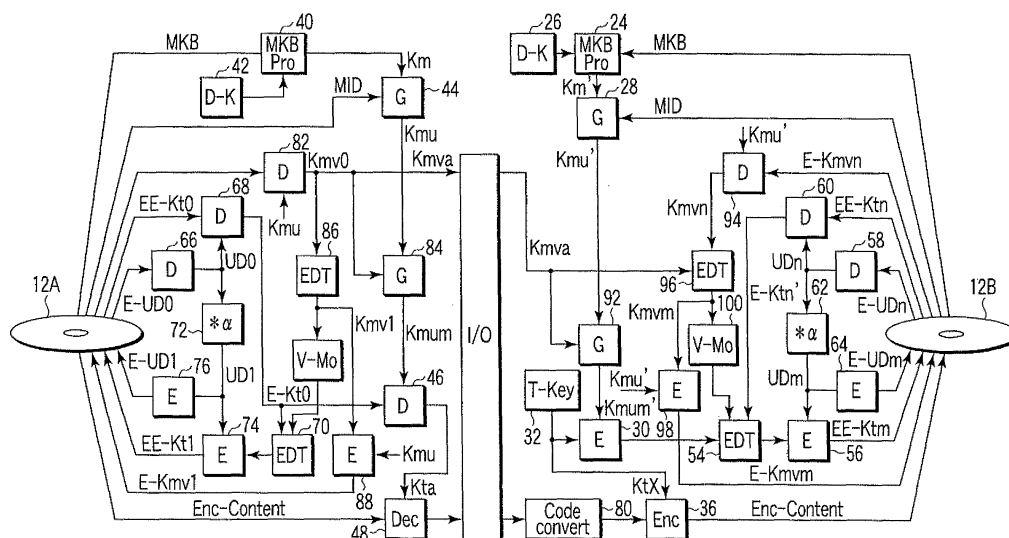 40
MKB
MKB Pro
Km
42
D-K
MID
G
44
Kmu
82
D
Kmv0
Kmva
68
EE-Kt0
D
Kmu
66
D
UD0
86
EDT
84
G
12A
E-UD0
72
*α
Kmv1
Kmum
V-Mo
E-UD1
76
E
UD1
E-Kt0
46
D
74
70
EE-Kt1
E
EDT
E
Kmu
88
E-Kmv1
Kta
Enc-Content
Dec
48
I/O
26
24
D-K
MKB Pro
MKB
Km'
28
G
MID
Kmu'
Kmu'
D
94
E-Kmvn
60
D
EE-Ktn
Kmvn
58
D
Kmva
EDT
96
UDn
E-Ktn'
E-UDn
12B
62
*α
92
G
Kmvm
100
V-Mo
64
E
E-UDm
UDm
T-Key
32
Kmu'
E
98
Kmum'
E
30
EDT
54
E
56
EE-Ktm
E-Kmvm
KtX
Code convert
80
Enc
36
Enc-Content